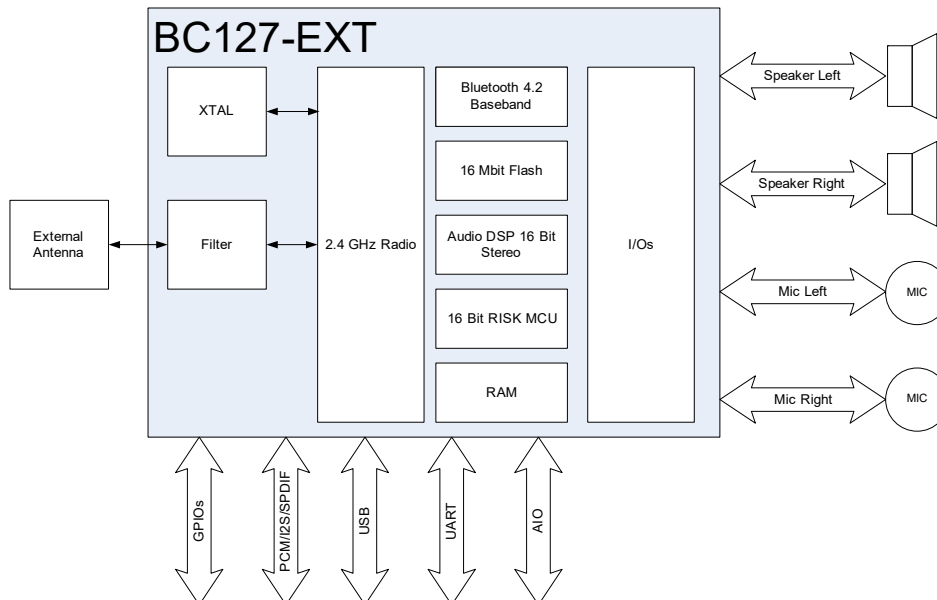 BC127-EXT
XTAL
External
Antenna
Filter
2.4 GHz Radio
Bluetooth 4.2
Baseband
16 Mbit Flash
Audio DSP 16 Bit
Stereo
16 Bit RISK MCU
RAM
I/Os
Speaker Left
Speaker Right
Mic Left
MIC
Mic Right
MIC
GPIOs
PCM/I2S/SPDIF
USB
UART
AIO